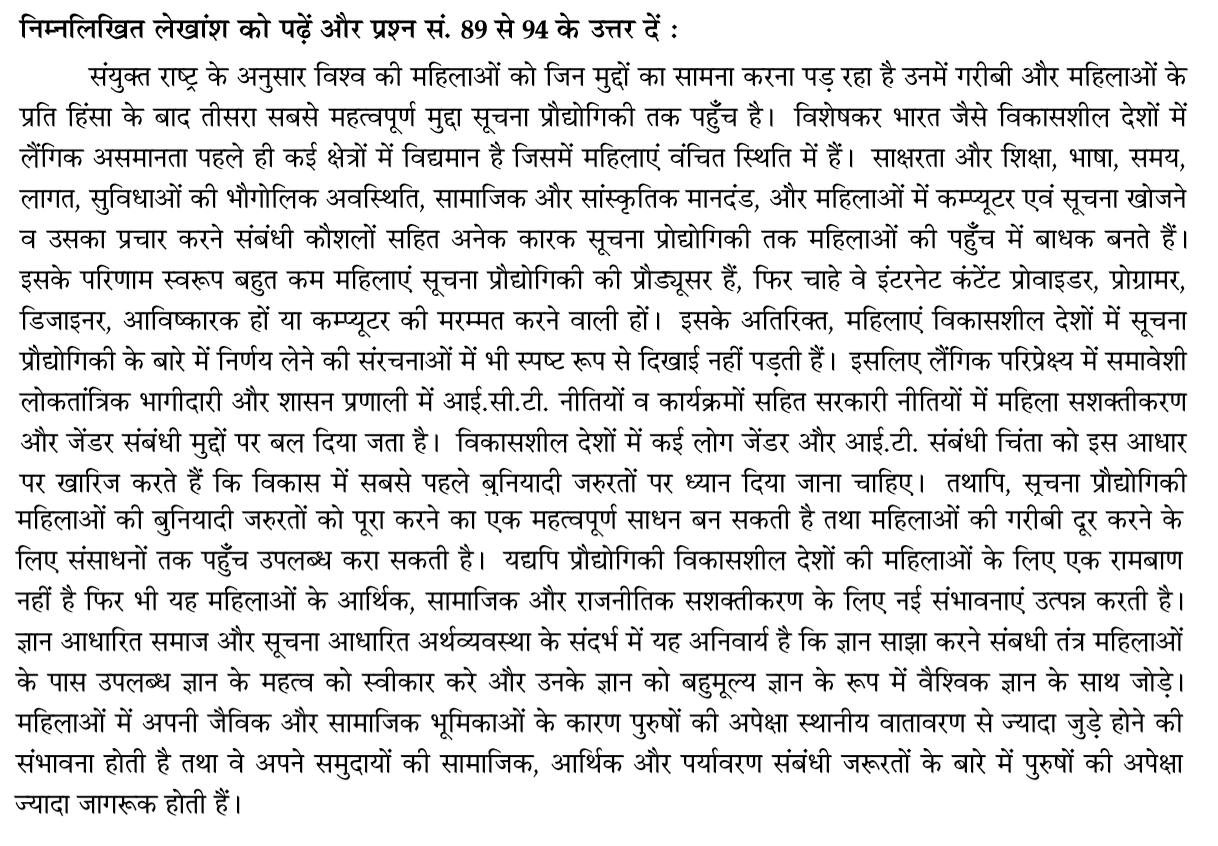 निम्नलिखित लेखांश को पढ़ें और प्रश्न सं. 89 से 94 के उत्तर दें :
संयुक्त राष्ट्र के अनुसार विश्व की महिलाओं को जिन मुद्दों का सामना करना पड़ रहा है उनमें गरीबी और महिलाओं के
प्रति हिंसा के बाद तीसरा सबसे महत्वपूर्ण मुद्दा सूचना प्रौद्योगिकी तक पहुँच है। विशेषकर भारत जैसे विकासशील देशों में
लैंगिक असमानता पहले ही कई क्षेत्रों में विद्यमान है जिसमें महिलाएं वंचित स्थिति में हैं। साक्षरता और शिक्षा, भाषा, समय,
लागत, सुविधाओं की भौगोलिक अवस्थिति, सामाजिक और सांस्कृतिक मानदंड, और महिलाओं में कम्प्यूटर एवं सूचना खोजने
व उसका प्रचार करने संबंधी कौशलों सहित अनेक कारक सूचना प्रोद्योगिकी तक महिलाओं की पहुँच में बाधक बनते हैं।
इसके परिणाम स्वरूप बहुत कम महिलाएं सूचना प्रौद्योगिकी की प्रौड्यूसर हैं, फिर चाहे वे इंटरनेट कंटेंट प्रोवाइडर, प्रोग्रामर,
डिजाइनर, आविष्कारक हों या कम्प्यूटर की मरम्मत करने वाली हों। इसके अतिरिक्त, महिलाएं विकासशील देशों में सूचना
प्रौद्योगिकी के बारे में निर्णय लेने की संरचनाओं में भी स्पष्ट रूप से दिखाई नहीं पड़ती हैं। इसलिए लैंगिक परिप्रेक्ष्य में समावेशी
लोकतांत्रिक भागीदारी और शासन प्रणाली में आई.सी.टी. नीतियों व कार्यक्रमों सहित सरकारी नीतियों में महिला सशक्तीकरण
और जेंडर संबंधी मुद्दों पर बल दिया जता है। विकासशील देशों में कई लोग जेंडर और आई.टी. संबंधी चिंता को इस आधार
पर खारिज करते हैं कि विकास में सबसे पहले बुनियादी जरुरतों पर ध्यान दिया जाना चाहिए। तथापि, सूचना प्रौद्योगिकी
महिलाओं की बुनियादी जरुरतों को पूरा करने का एक महत्वपूर्ण साधन बन सकती है तथा महिलाओं की गरीबी दूर करने के
लिए संसाधनों तक पहुँच उपलब्ध करा सकती है। यद्यपि प्रौद्योगिकी विकासशील देशों की महिलाओं के लिए एक रामबाण
नहीं है फिर भी यह महिलाओं के आर्थिक, सामाजिक और राजनीतिक सशक्तीकरण के लिए नई संभावनाएं उत्पन्न करती है।
ज्ञान आधारित समाज और सूचना आधारित अर्थव्यवस्था के संदर्भ में यह अनिवार्य है कि ज्ञान साझा करने संबधी तंत्र महिलाओं
के पास उपलब्ध ज्ञान के महत्व को स्वीकार करे और उनके ज्ञान को बहुमूल्य ज्ञान के रूप में वैश्विक ज्ञान के साथ जोड़े।
महिलाओं में अपनी जैविक और सामाजिक भूमिकाओं के कारण पुरुषों की अपेक्षा स्थानीय वातावरण से ज्यादा जुड़े होने की
संभावना होती है तथा वे अपने समुदायों की सामाजिक, आर्थिक और पर्यावरण संबंधी जरूरतों के बारे में पुरुषों की अपेक्षा
ज्यादा जागरूक होती हैं।